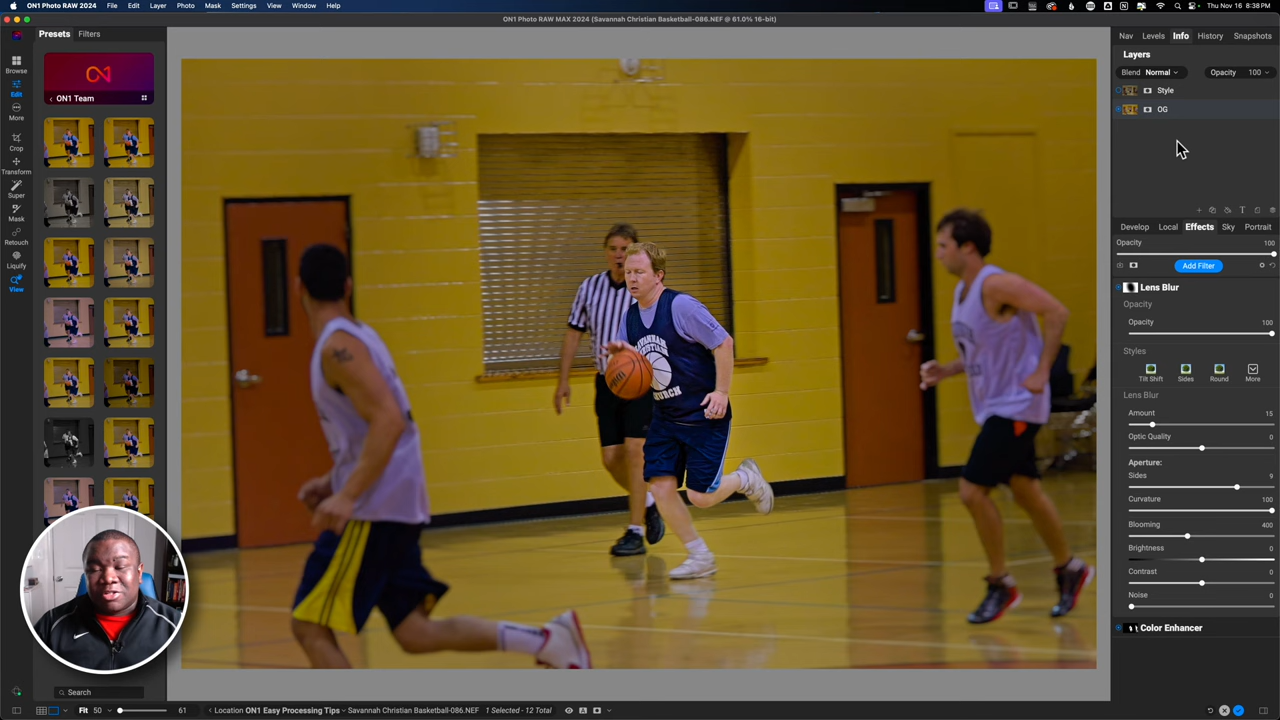 ON1 Photo RAW MAX 2024 File Edit Layer Photo Mask Settings View Window Help Thu Nov 16 8:38 PM
ON1 Photo RAW MAX 2024 (Savannah Christian Basketball-086.NEF @ 61.0% 16-bit)
Presets Filters
Nav Levels Info History Snapshots
Layers
Blend Normal Opacity 100
Style
OG
ON1
ON1 Team
Browse
Edit
More
Crop
Transform
Super
Mask
Retouch
Liquify
View
Develop Local Effects Sky Portrait
Opacity 100
Add Filter
Lens Blur
Opacity
Opacity 100
Styles
Tilt Shift Sides Round More
Lens Blur
Amount 15
Optic Quality 0
Aperture:
Sides 9
Curvature 100
Blooming 400
Brightness 0
Contrast 0
Noise 0
Color Enhancer
SAVANNAH
CHRISTIAN
CHURCH
Search
Fit 50 61 Location ON1 Easy Processing Tips Savannah Christian Basketball-086.NEF 1 Selected - 12 Total